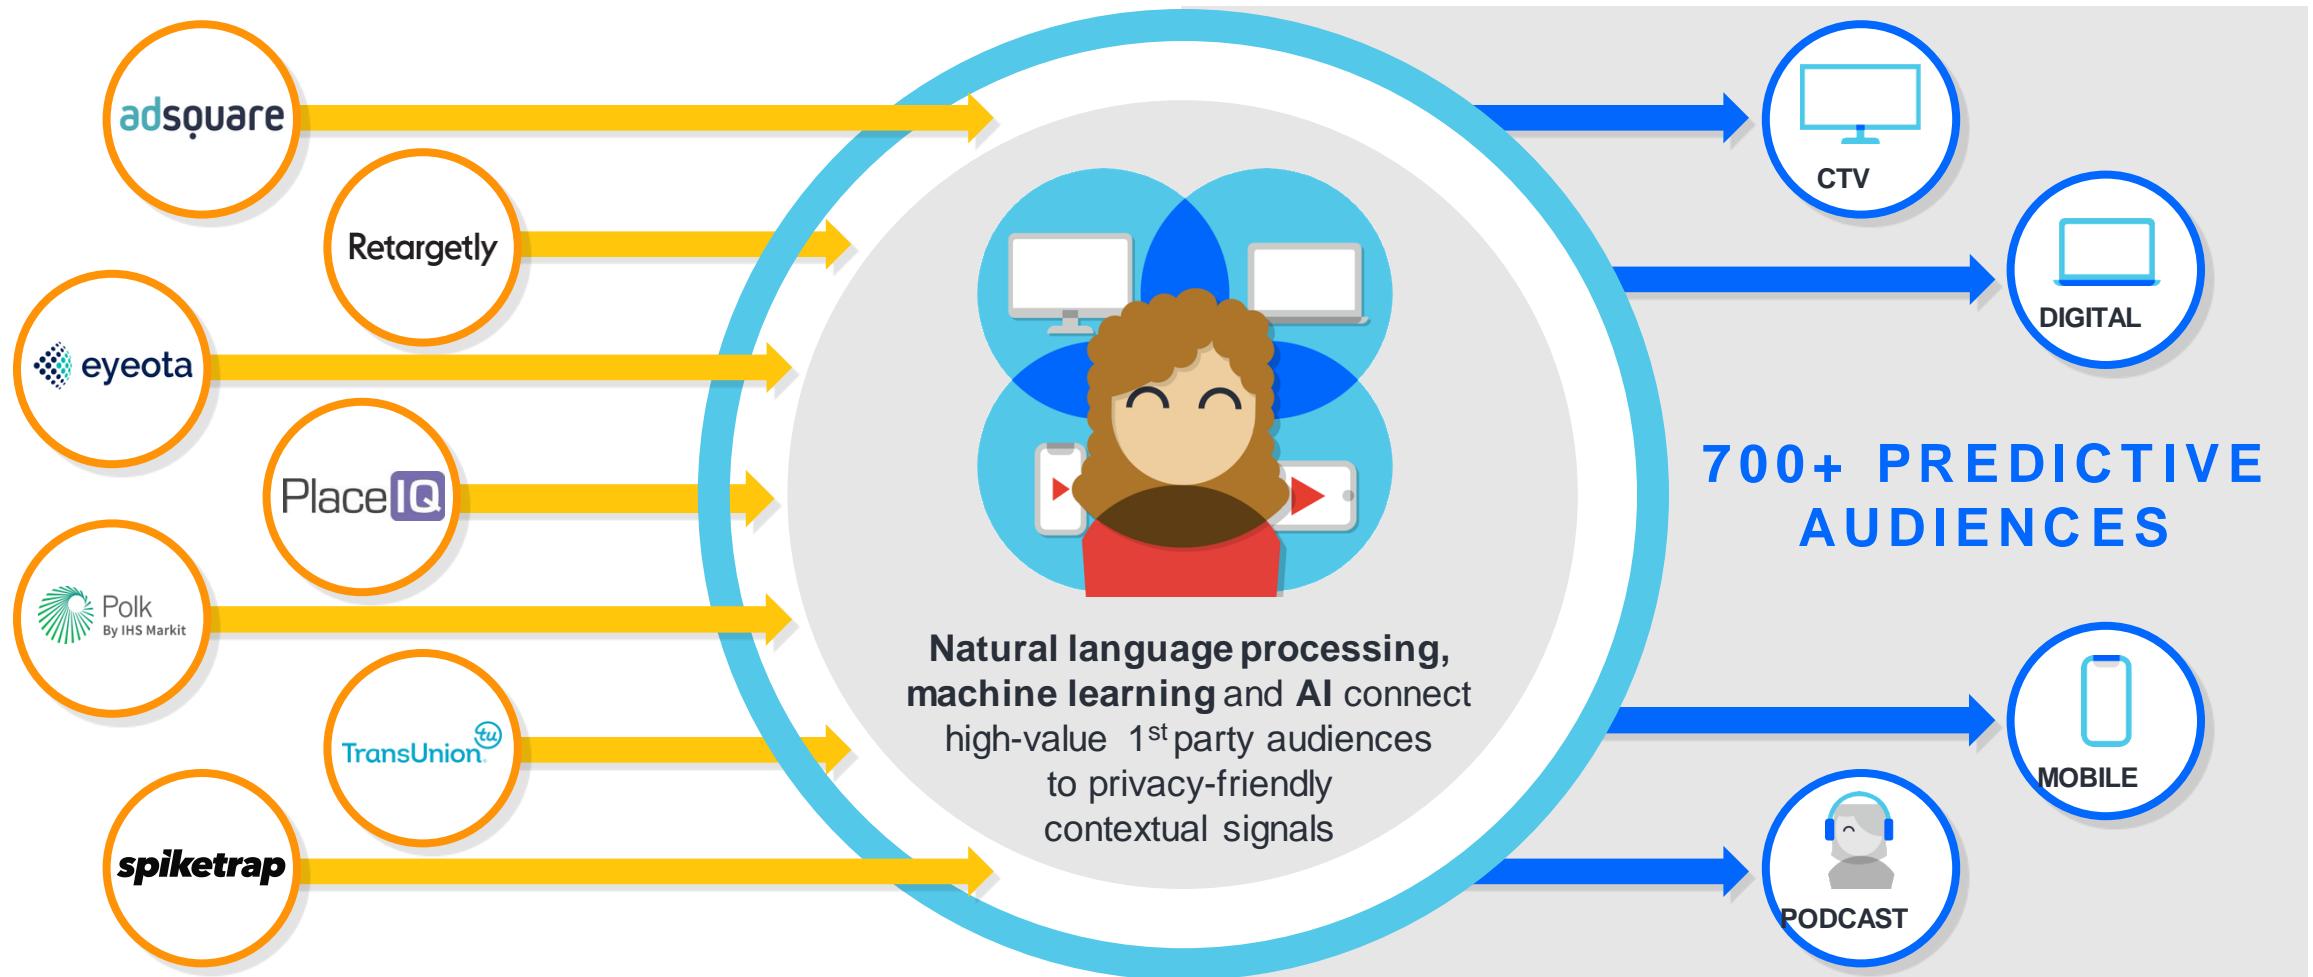 adsquare
Retargetly
eyeota
PlaceIQ
Polk
By IHS Markit
TransUnion
tu
spiketrap
Natural language processing,
machine learning and AI connect
high-value 1st party audiences
to privacy-friendly
contextual signals
CTV
DIGITAL
700+ PREDICTIVE
AUDIENCES
MOBILE
PODCAST